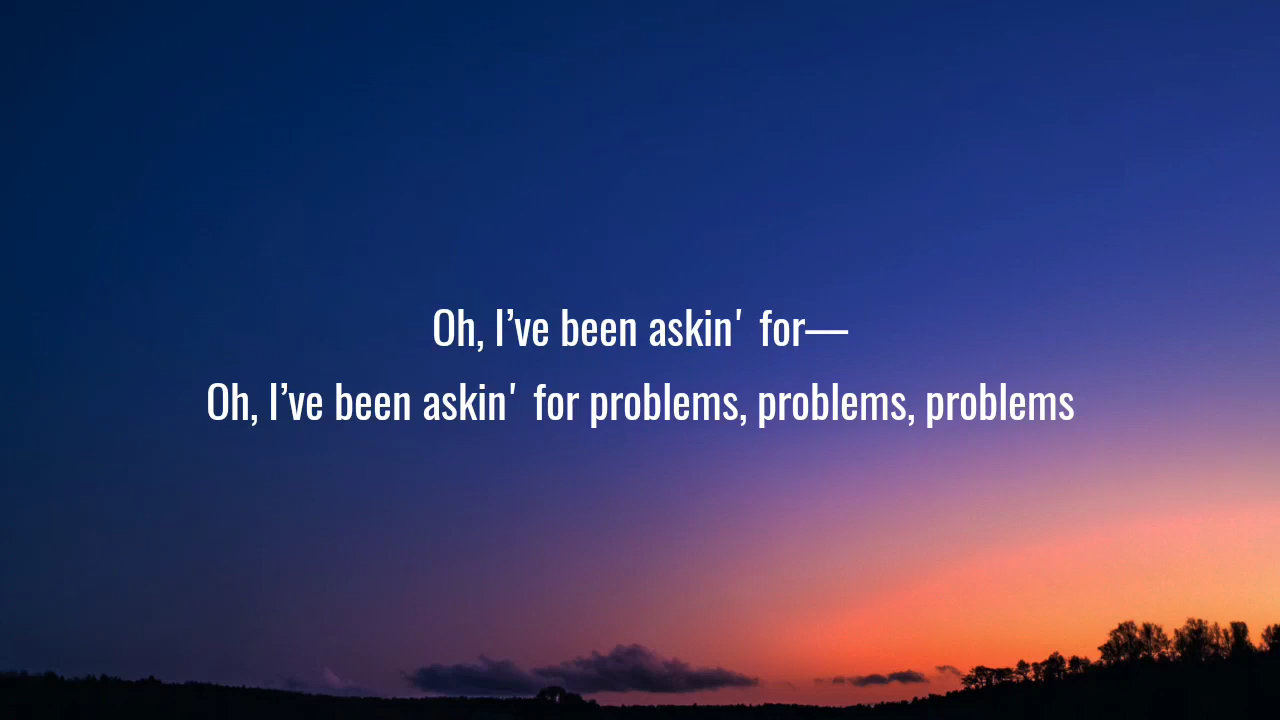 Oh, I’ve been askin' for—
Oh, I’ve been askin' for problems, problems, problems